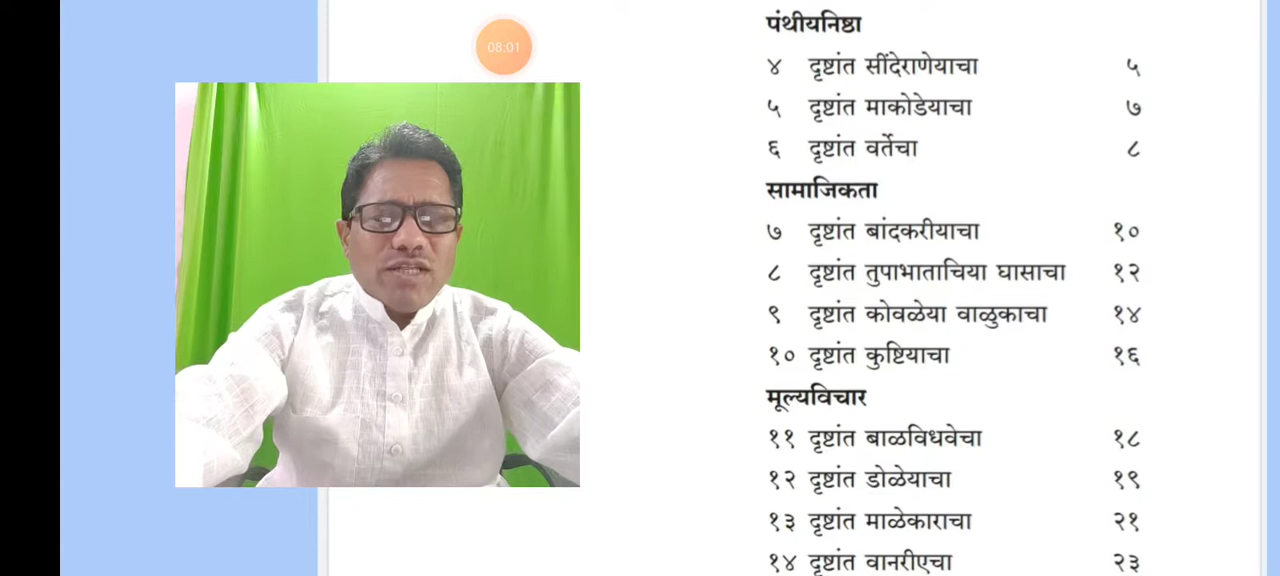 08:01
पंथीयनिष्ठा
४ दृष्टांत सींदेराणेयाचा ५
५ दृष्टांत माकोडेयाचा ७
६ दृष्टांत वर्तेचा ८
सामाजिकता
७ दृष्टांत बांदकरीयाचा १०
८ दृष्टांत तुपाभाताचिया घासाचा १२
९ दृष्टांत कोवळेया वाळुकाचा १४
१० दृष्टांत कुष्टियाचा १६
मूल्यविचार
११ दृष्टांत बाळविधवेचा १८
१२ दृष्टांत डोळेयाचा १९
१३ दृष्टांत माळेकाराचा २१
१४ दृष्टांत वानरीएचा २३